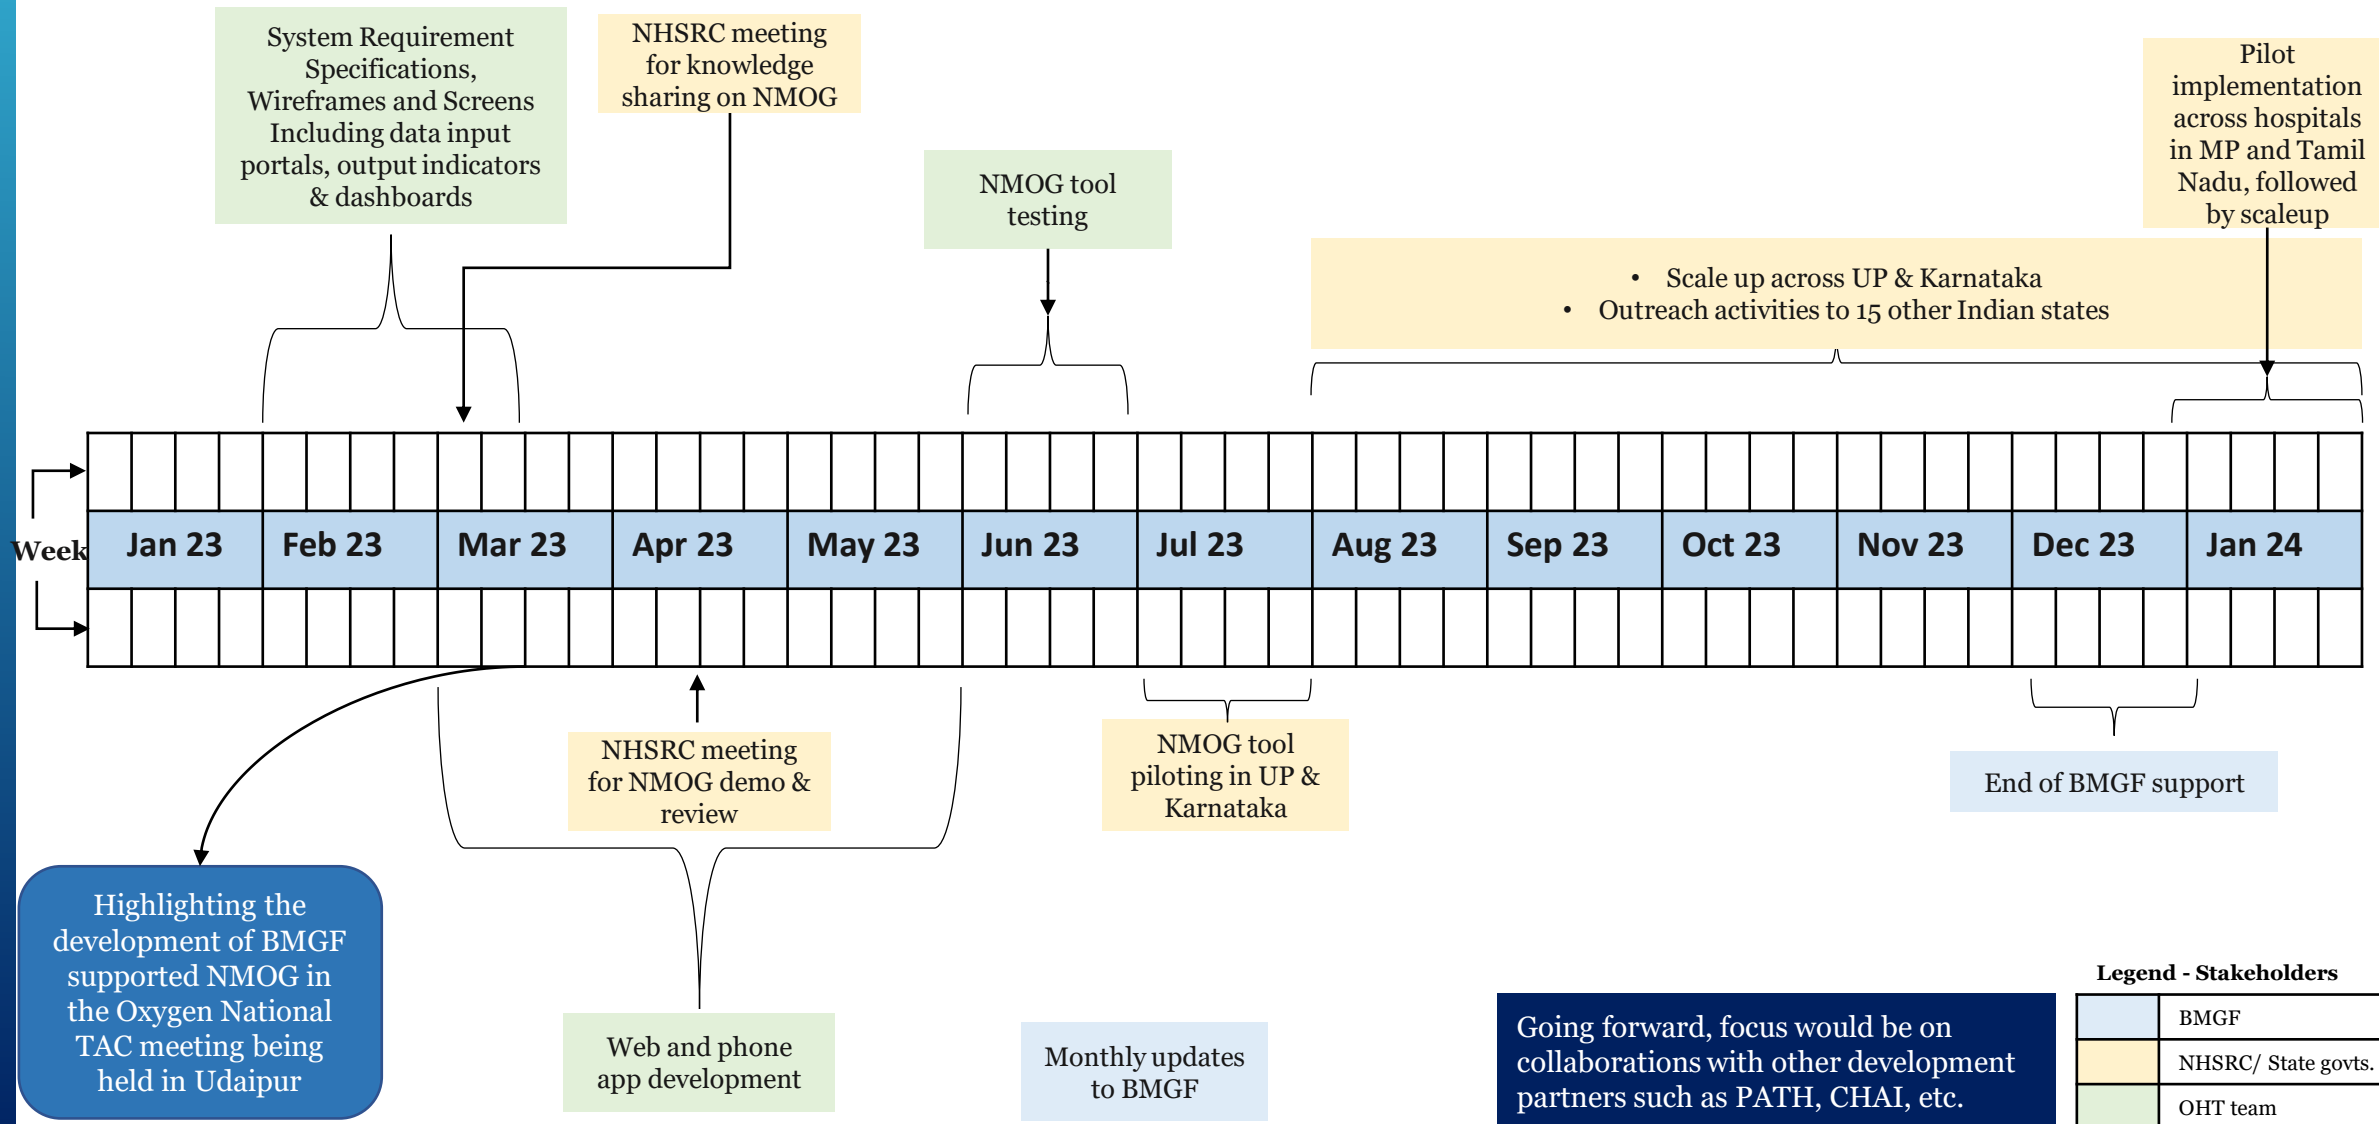 System Requirement
Specifications,
Wireframes and Screens
Including data input
portals, output indicators
& dashboards
NHSRC meeting
for knowledge
sharing on NMOG
NMOG tool
testing
Pilot
implementation
across hospitals
in MP and Tamil
Nadu, followed
by scaleup
• Scale up across UP & Karnataka
• Outreach activities to 15 other Indian states
Week
Jan 23
Feb 23
Mar 23
Apr 23
May 23
Jun 23
Jul 23
Aug 23
Sep 23
Oct 23
Nov 23
Dec 23
Jan 24
NHSRC meeting
for NMOG demo &
review
NMOG tool
piloting in UP &
Karnataka
End of BMGF support
Highlighting the
development of BMGF
supported NMOG in
the Oxygen National
TAC meeting being
held in Udaipur
Web and phone
app development
Monthly updates
to BMGF
Going forward, focus would be on
collaborations with other development
partners such as PATH, CHAI, etc.
Legend - Stakeholders
BMGF
NHSRC/ State govts.
OHT team